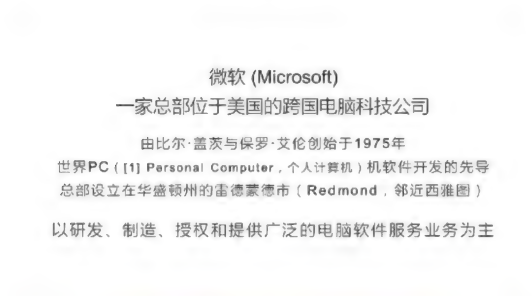 微软 (Microsoft)
一家总部位于美国的跨国电脑科技公司
由比尔·盖茨与保罗·艾伦创始于1975年
世界PC（[1] Personal Computer，个人计算机）机软件开发的先导
总部设立在华盛顿州的雷德蒙德市（Redmond，邻近西雅图）
以研发、制造、授权和提供广泛的电脑软件服务业务为主